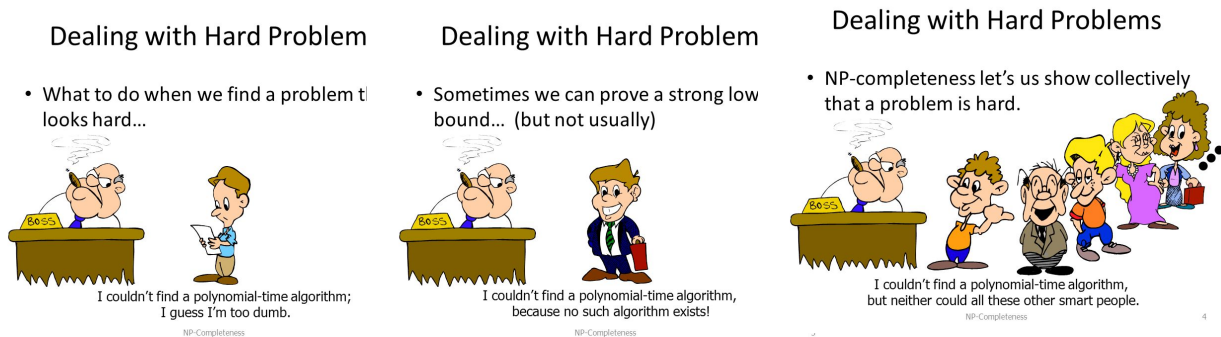 Dealing with Hard Problem
• What to do when we find a problem t
looks hard…
BOSS
I couldn't find a polynomial-time algorithm;
I guess I'm too dumb.
NP-Completeness
Dealing with Hard Problem
• Sometimes we can prove a strong low
bound… (but not usually)
BOSS
I couldn't find a polynomial-time algorithm,
because no such algorithm exists!
NP-Completeness
Dealing with Hard Problems
• NP-completeness let's us show collectively
that a problem is hard.
BOSS
I couldn't find a polynomial-time algorithm,
but neither could all these other smart people.
NP-Completeness
4